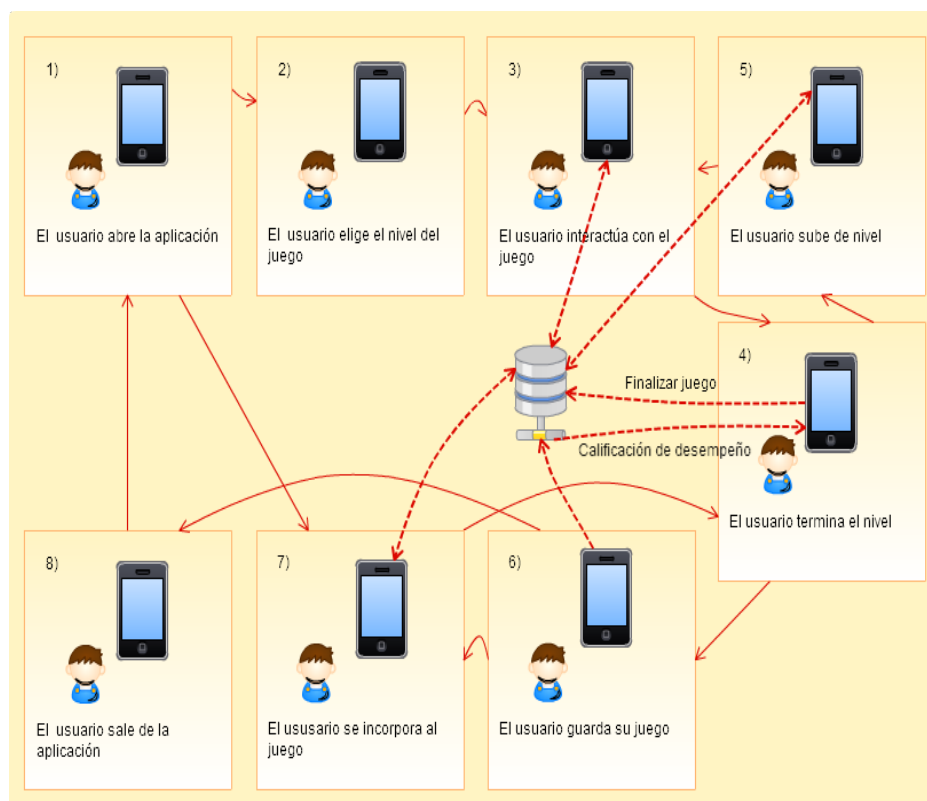 1)
El usuario abre la aplicación
2)
El usuario elige el nivel del
juego
3)
El usuario interactúa con el
juego
5)
El usuario sube de nivel
4)
Finalizar juego
Calificación de desempeño
El usuario termina el nivel
8)
El usuario sale de la
aplicación
7)
El ususario se incorpora al
juego
6)
El usuario guarda su juego